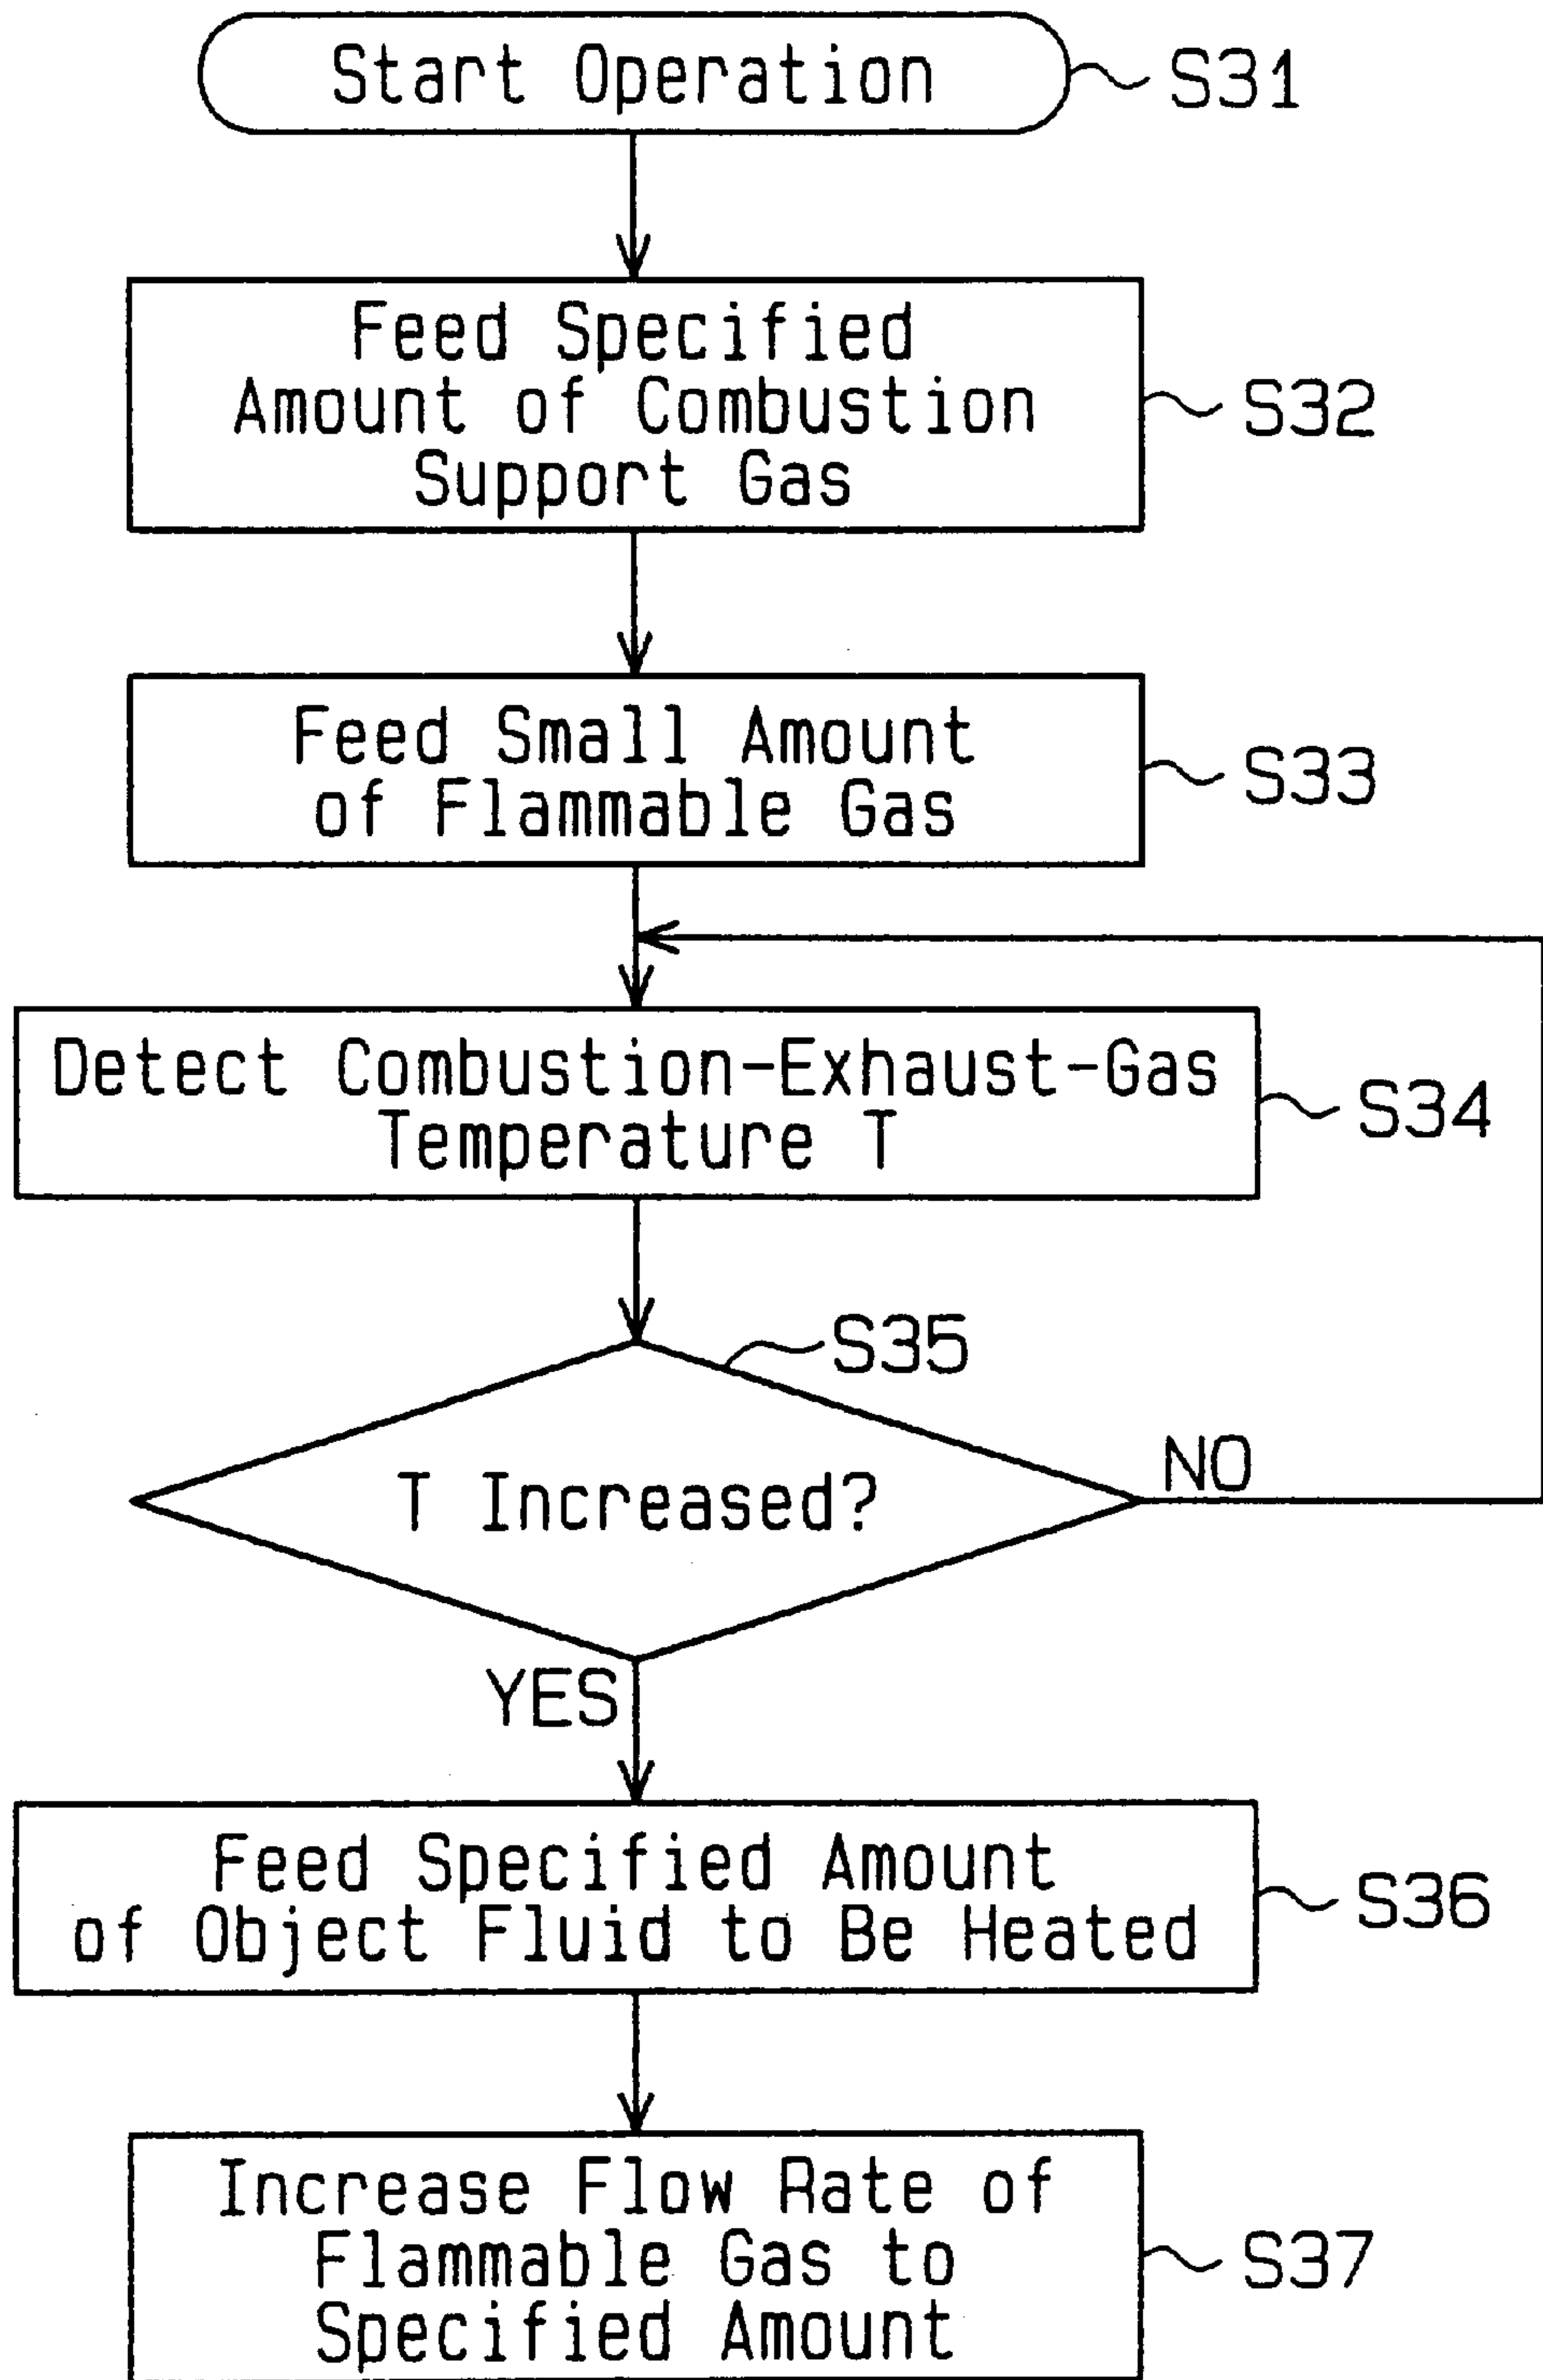 Start Operation
S31
Feed Specified
Amount of Combustion
Support Gas
S32
Feed Small Amount
of Flammable Gas
S33
Detect Combustion-Exhaust-Gas
Temperature T
S34
S35
T Increased?
NO
YES
Feed Specified Amount
of Object Fluid to Be Heated
S36
Increase Flow Rate of
Flammable Gas to
Specified Amount
S37